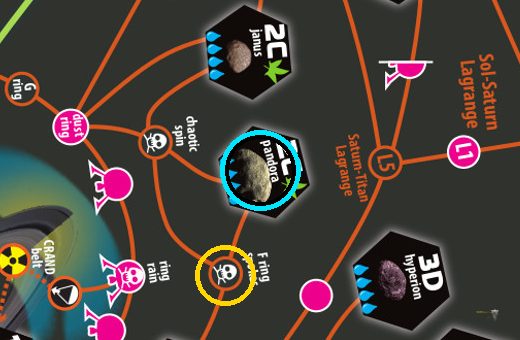 2C
janus
G
ring
dust
ring
chaotic
spin
pandora
Saturn-Titan
Lagrange
L5
Sol-Saturn
Lagrange
L1
3D
hyperion
F ring
ring
rain
CRAND
belt